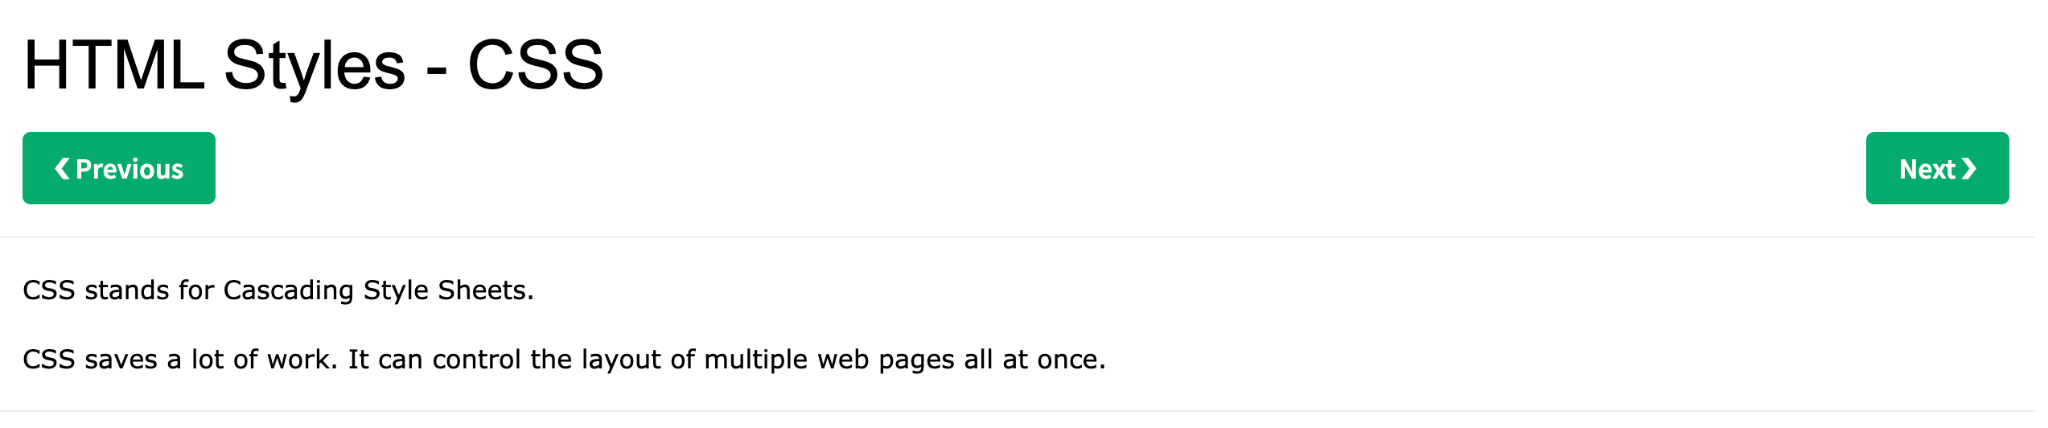 HTML Styles - CSS
❮ Previous
Next ❯
CSS stands for Cascading Style Sheets.
CSS saves a lot of work. It can control the layout of multiple web pages all at once.